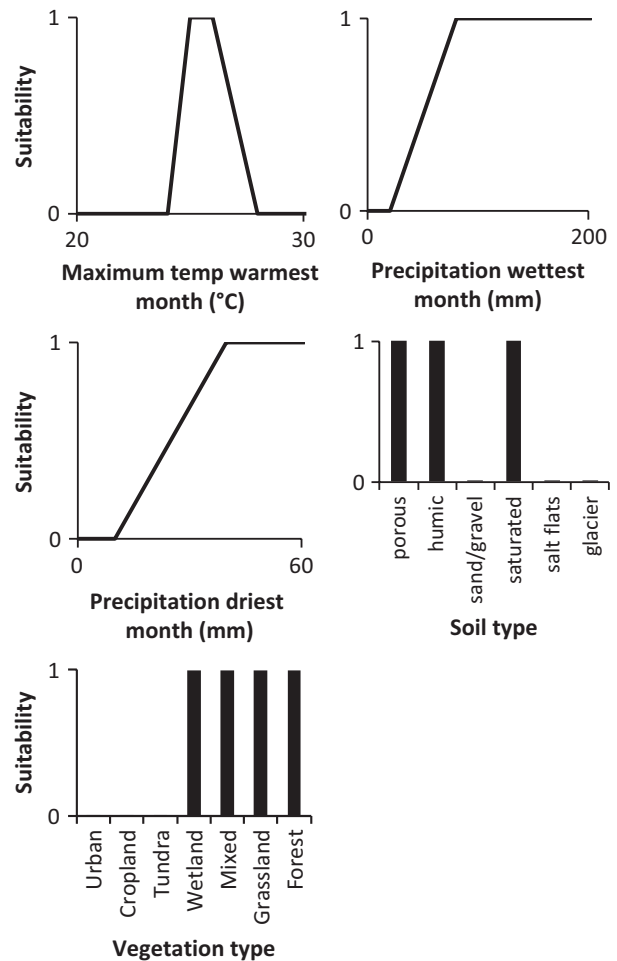 1
1
Suitability
0
0
20
30
0
200
Maximum temp warmest
month (°C)
Precipitation wettest
month (mm)
1
1
Suitability
0
0
0
60
porous
humic
sand/gravel
saturated
salt flats
glacier
Precipitation driest
month (mm)
Soil type
1
Suitability
0
Urban
Cropland
Tundra
Wetland
Mixed
Grassland
Forest
Vegetation type